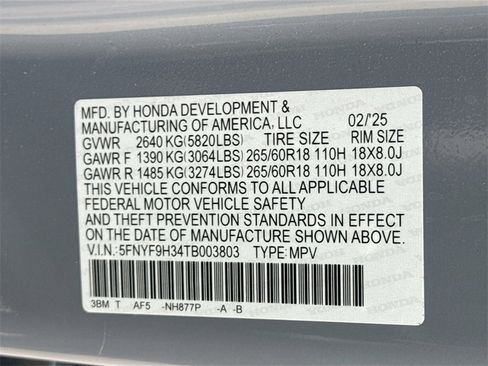 MFD. BY HONDA DEVELOPMENT &
MANUFACTURING OF AMERICA, LLC 02/'25
GVWR 2640 KG(5820LBS) TIRE SIZE RIM SIZE
GAWR F 1390 KG(3064LBS) 265/60R18 110H 18X8.0J
GAWR R 1485 KG(3274LBS) 265/60R18 110H 18X8.0J
THIS VEHICLE CONFORMS TO ALL APPLICABLE
FEDERAL MOTOR VEHICLE SAFETY
AND THEFT PREVENTION STANDARDS IN EFFECT
ON THE DATE OF MANUFACTURE SHOWN ABOVE.
V.I.N.:5FNYF9H34TB003803 TYPE:MPV
3BM T AF5 -NH877P -A -B